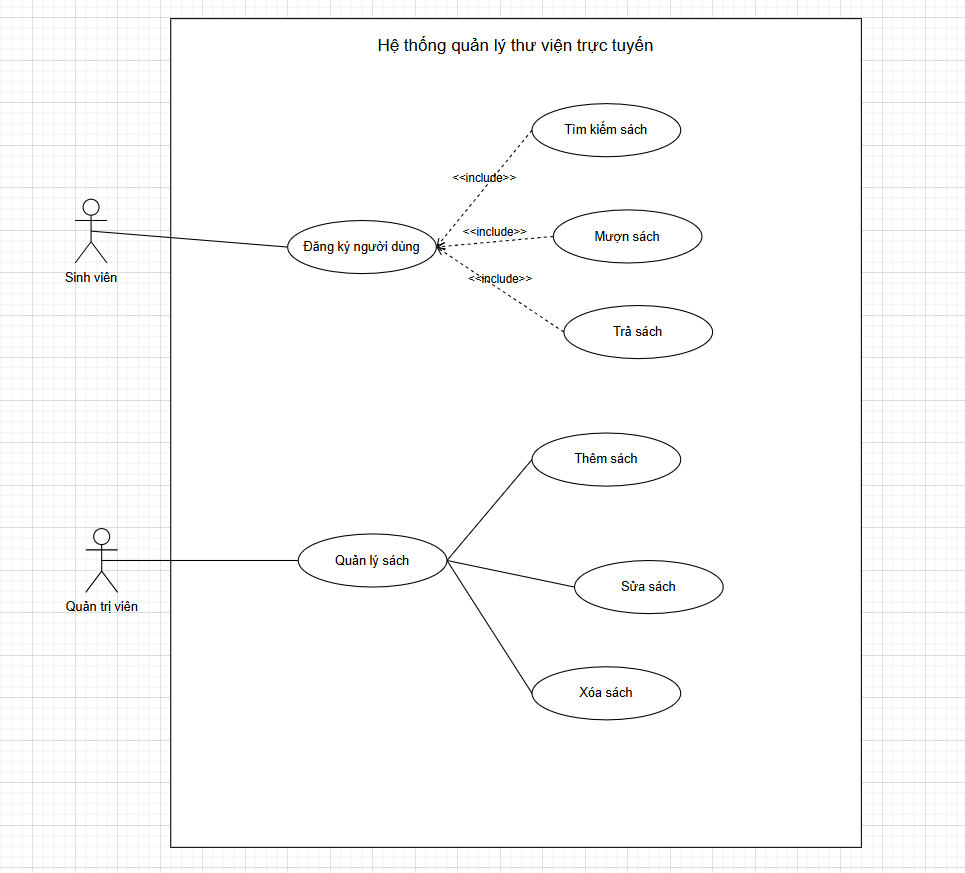 Hệ thống quản lý thư viện trực tuyến
Tìm kiếm sách
<<include>>
<<include>>
Mượn sách
Đăng ký người dùng
Sinh viên
<<include>>
Trả sách
Thêm sách
Quản lý sách
Sửa sách
Quản trị viên
Xóa sách